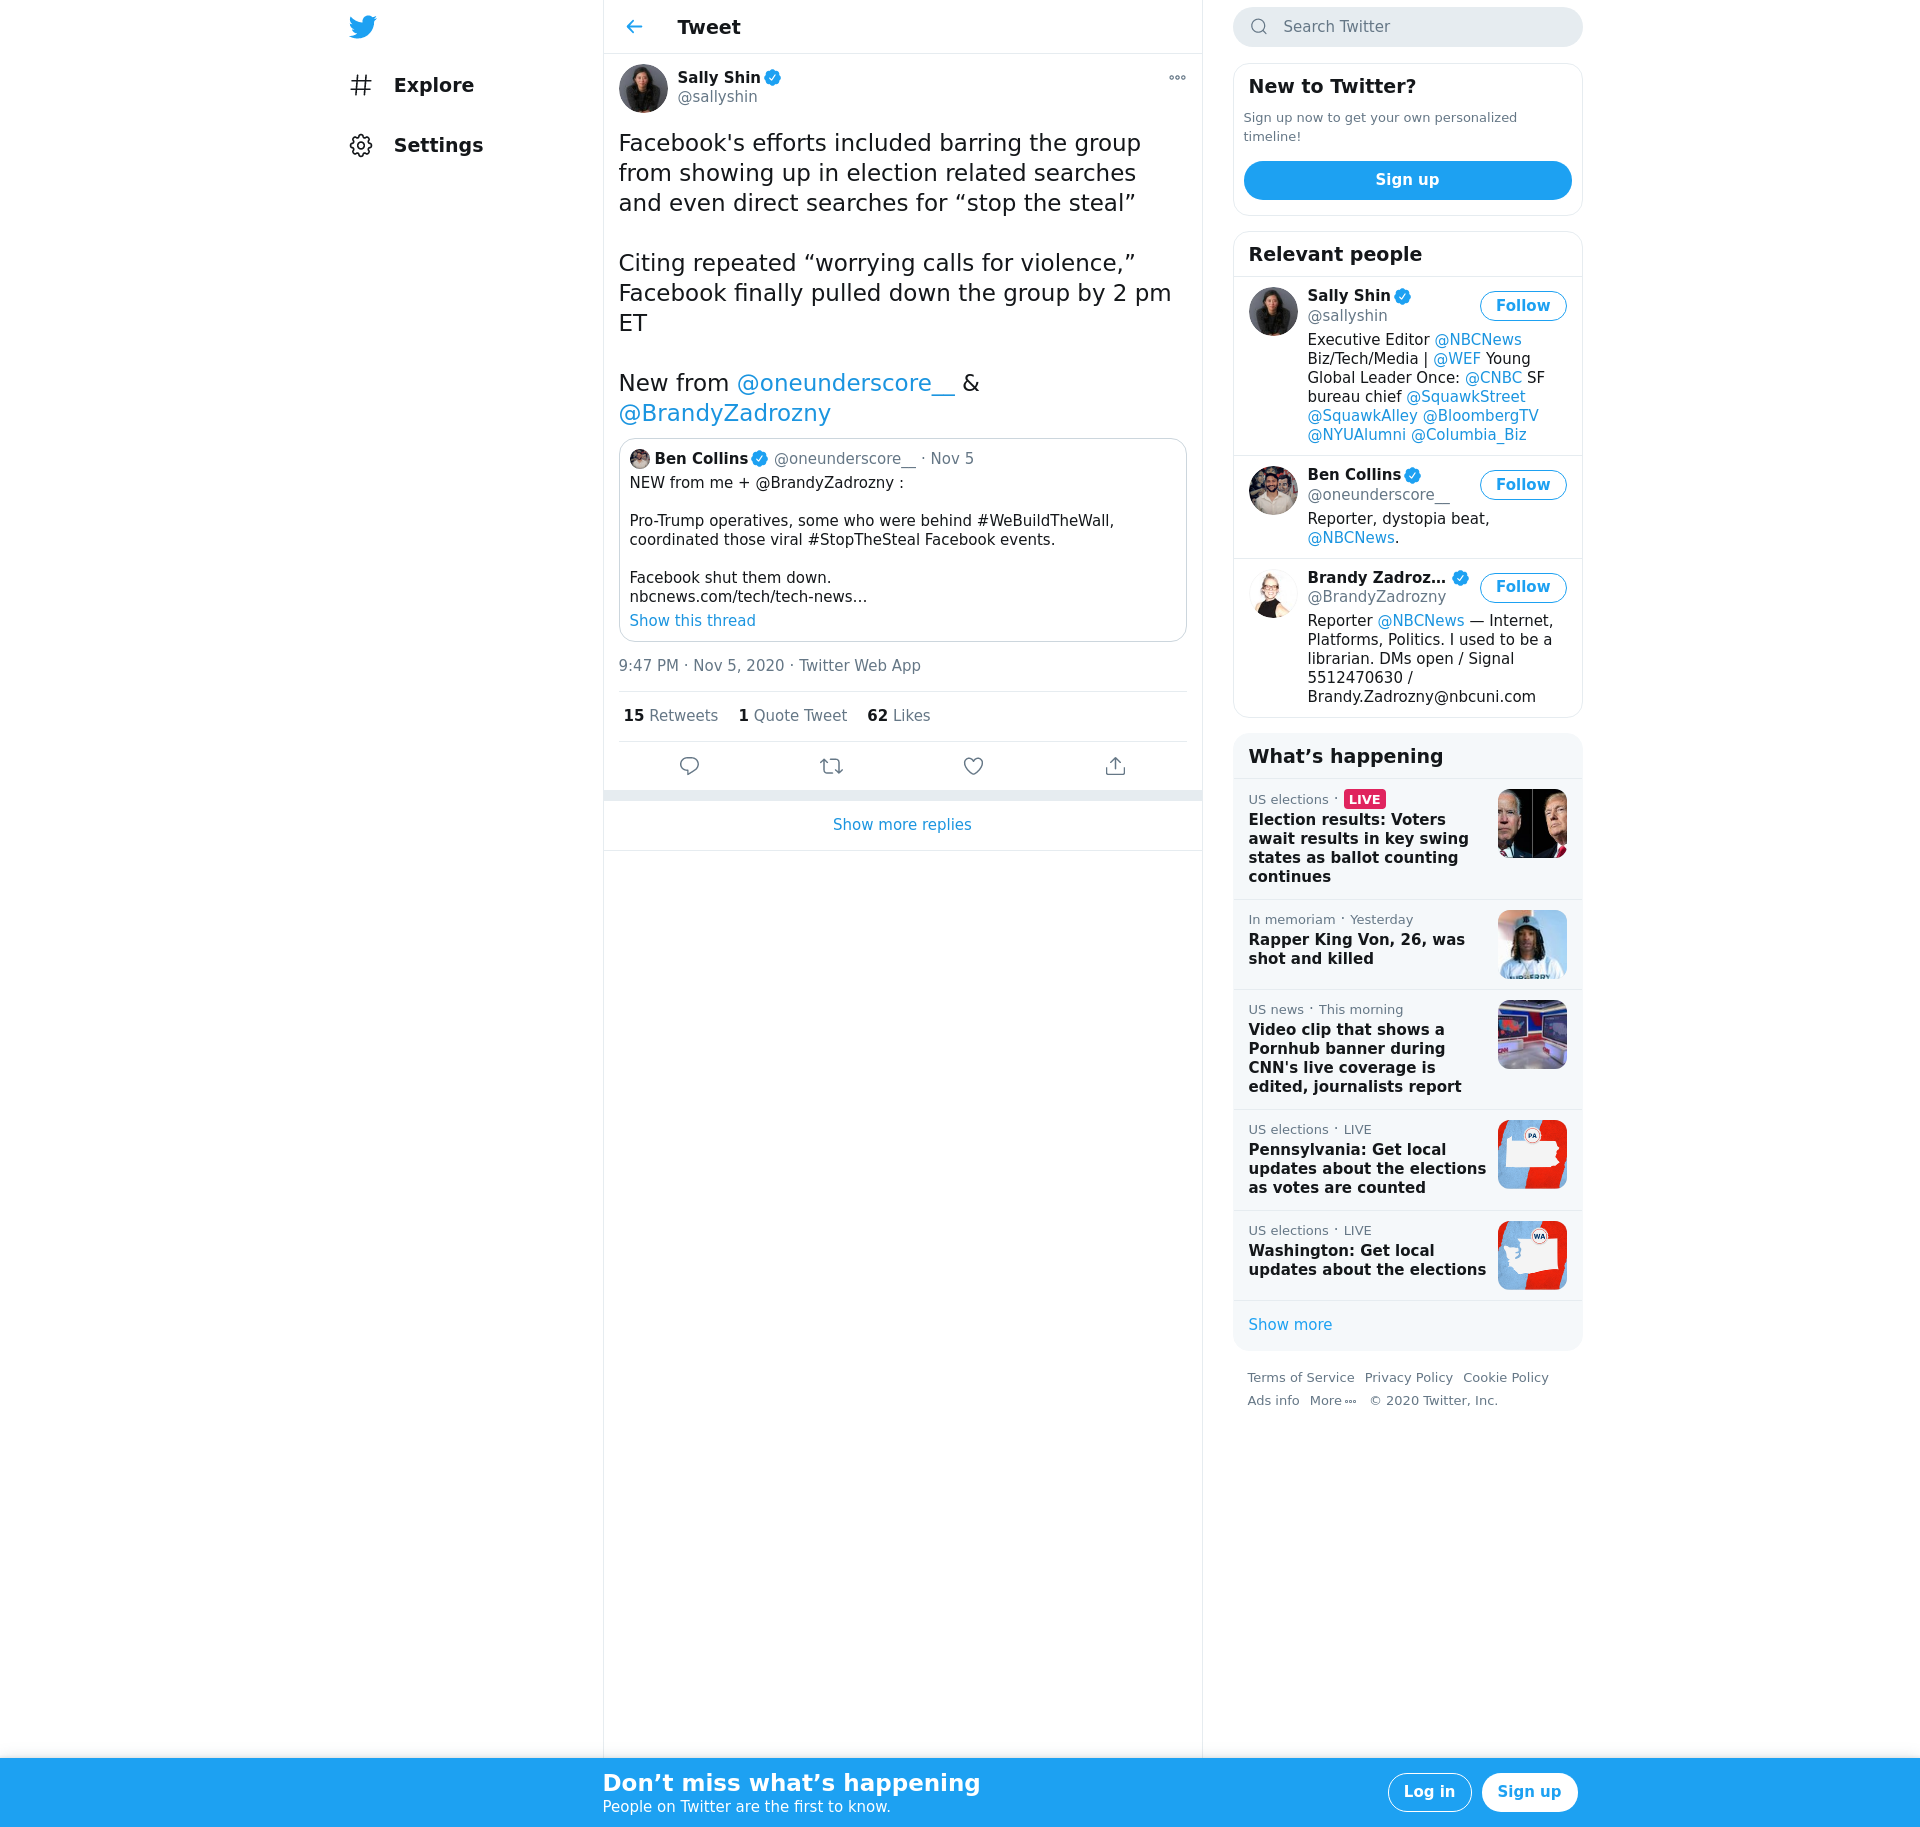 Explore
Settings
Tweet
Sally Shin
@sallyshin
Facebook's efforts included barring the group
from showing up in election related searches
and even direct searches for “stop the steal”
Citing repeated “worrying calls for violence,”
Facebook finally pulled down the group by 2 pm
ET
New from @oneunderscore__ &
@BrandyZadrozny
Ben Collins @oneunderscore__ · Nov 5
NEW from me + @BrandyZadrozny :
Pro-Trump operatives, some who were behind #WeBuildTheWall,
coordinated those viral #StopTheSteal Facebook events.
Facebook shut them down.
nbcnews.com/tech/tech-news…
Show this thread
9:47 PM · Nov 5, 2020 · Twitter Web App
15 Retweets 1 Quote Tweet 62 Likes
Show more replies
Search Twitter
New to Twitter?
Sign up now to get your own personalized
timeline!
Sign up
Relevant people
Sally Shin
@sallyshin
Follow
Executive Editor @NBCNews
Biz/Tech/Media | @WEF Young
Global Leader Once: @CNBC SF
bureau chief @SquawkStreet
@SquawkAlley @BloombergTV
@NYUAlumni @Columbia_Biz
Ben Collins
@oneunderscore__
Follow
Reporter, dystopia beat,
@NBCNews.
Brandy Zadroz…
@BrandyZadrozny
Follow
Reporter @NBCNews — Internet,
Platforms, Politics. I used to be a
librarian. DMs open / Signal
5512470630 /
Brandy.Zadrozny@nbcuni.com
What’s happening
US elections · LIVE
Election results: Voters
await results in key swing
states as ballot counting
continues
In memoriam · Yesterday
Rapper King Von, 26, was
shot and killed
US news · This morning
Video clip that shows a
Pornhub banner during
CNN's live coverage is
edited, journalists report
US elections · LIVE
Pennsylvania: Get local
updates about the elections
as votes are counted
PA
US elections · LIVE
Washington: Get local
updates about the elections
WA
Show more
Terms of Service Privacy Policy Cookie Policy
Ads info More © 2020 Twitter, Inc.
Don’t miss what’s happening
People on Twitter are the first to know.
Log in
Sign up